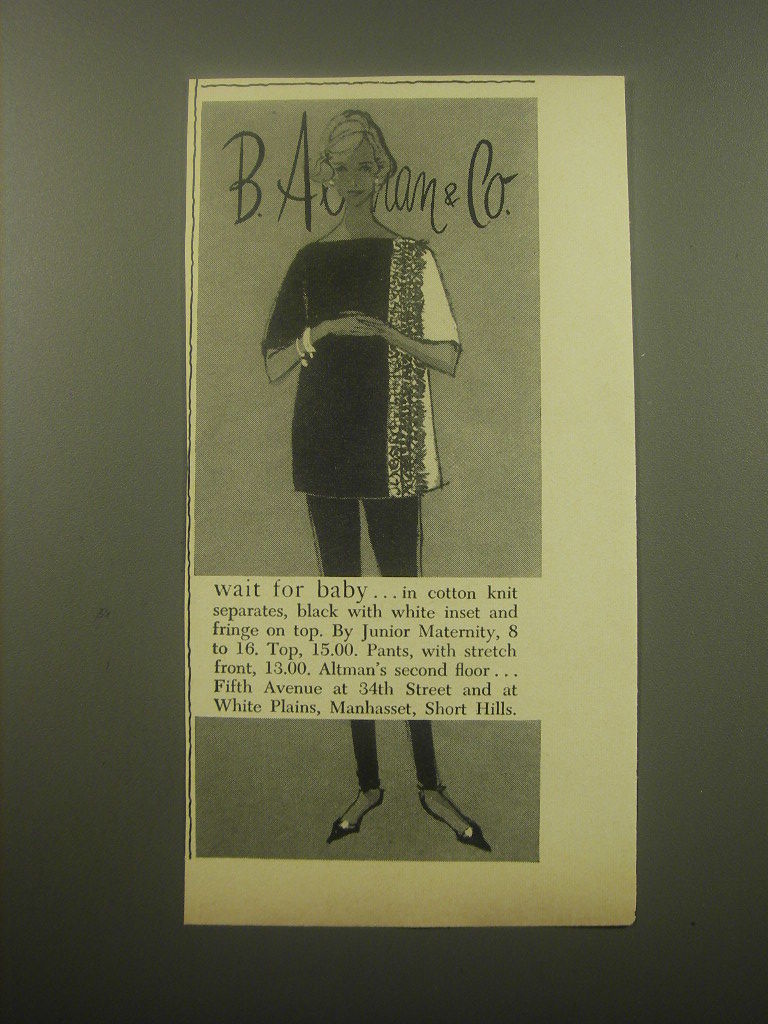 B. Altman & Co.
wait for baby... in cotton knit
separates, black with white inset and
fringe on top. By Junior Maternity, 8
to 16. Top, 15.00. Pants, with stretch
front, 13.00. Altman's second floor...
Fifth Avenue at 34th Street and at
White Plains, Manhasset, Short Hills.